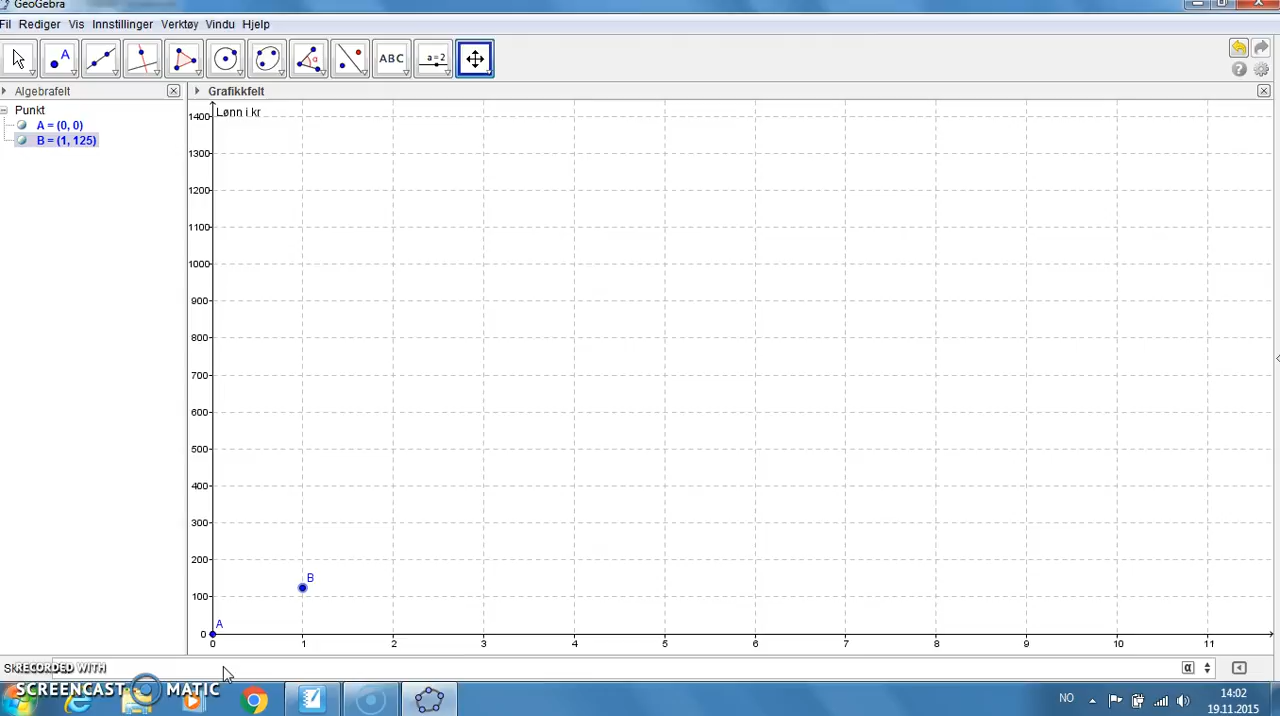 GeoGebra
Fil Rediger Vis Innstillinger Verktøy Vindu Hjelp
A
α
ABC
a=2
Algebrafelt
Grafikkfelt
Punkt
A = (0, 0)
B = (1, 125)
Lønn i kr
1400
1300
1200
1100
1000
900
800
700
600
500
400
300
200
100
0
B
A
0 1 2 3 4 5 6 7 8 9 10 11
RECORDED WITH
α
SCREENCAST MATIC
NO
14:02
19.11.2015